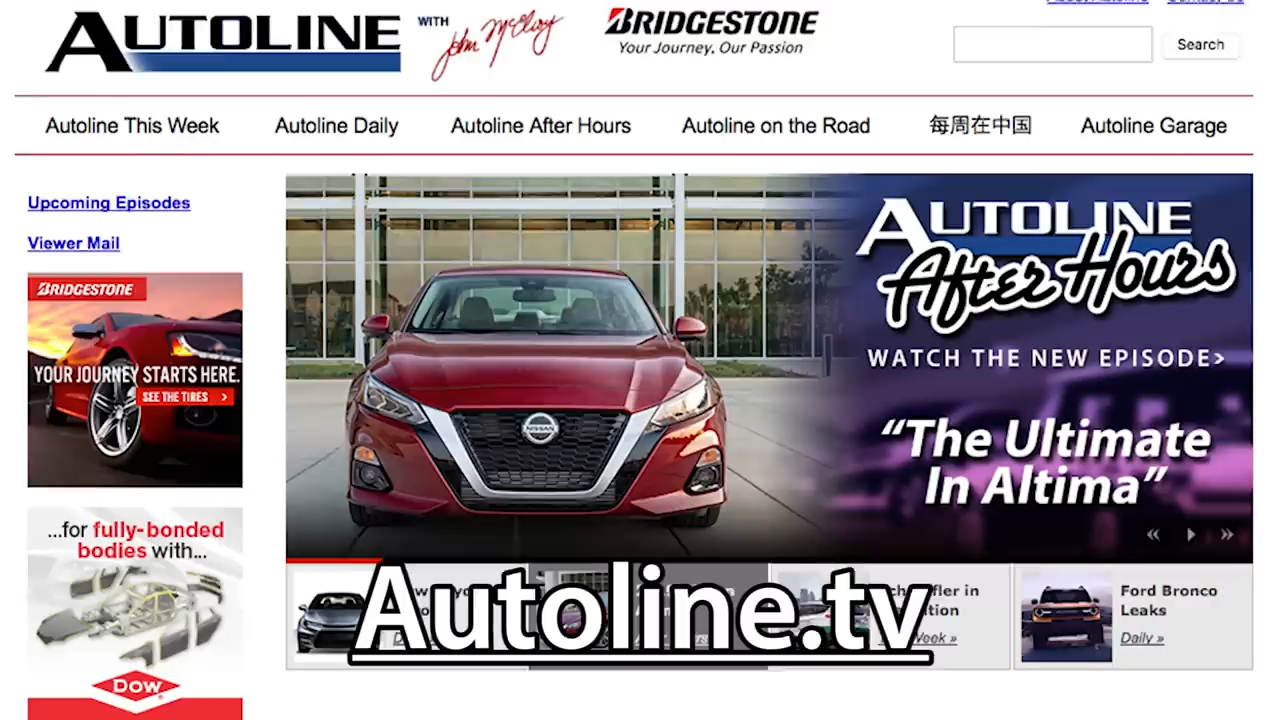 AUTOLINE
WITH
John McElroy
BRIDGESTONE
Your Journey, Our Passion
Search
Autoline This Week
Autoline Daily
Autoline After Hours
Autoline on the Road
每周在中国
Autoline Garage
Upcoming Episodes
Viewer Mail
BRIDGESTONE
YOUR JOURNEY STARTS HERE.
SEE THE TIRES >
...for fully-bonded
bodies with...
DOW
NISSAN
AUTOLINE
After Hours
WATCH THE NEW EPISODE>
“The Ultimate
In Altima”
Autoline.tv
Ford Bronco
Leaks
Daily »